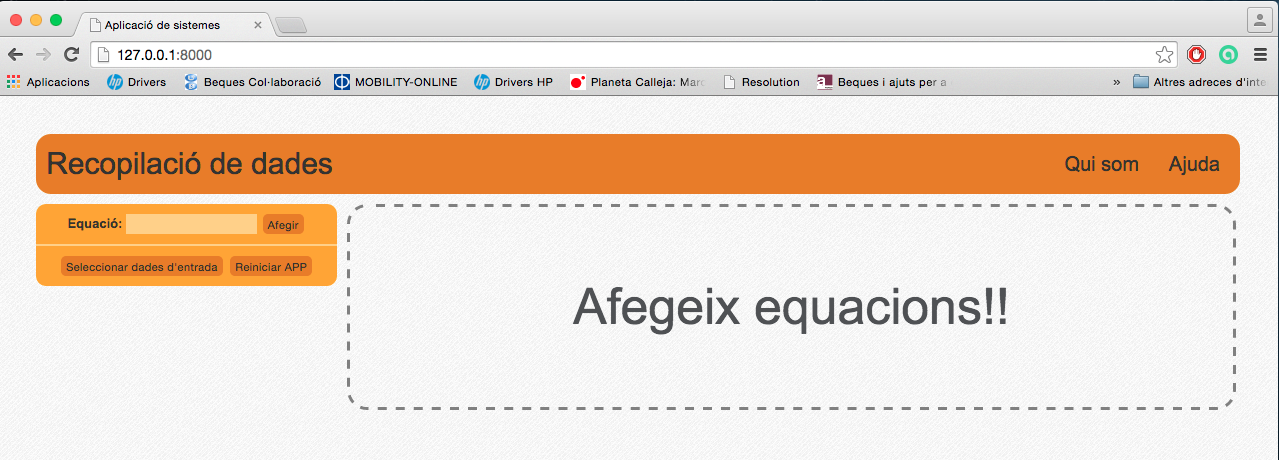 Aplicació de sistemes
127.0.0.1:8000
Aplicacions Drivers Beques Col·laboració MOBILITY-ONLINE Drivers HP Planeta Calleja: Marc Resolution Beques i ajuts per a » Altres adreces d'inte
Recopilació de dades Qui som Ajuda
Equació: Afegir
Seleccionar dades d'entrada Reiniciar APP
Afegeix equacions!!